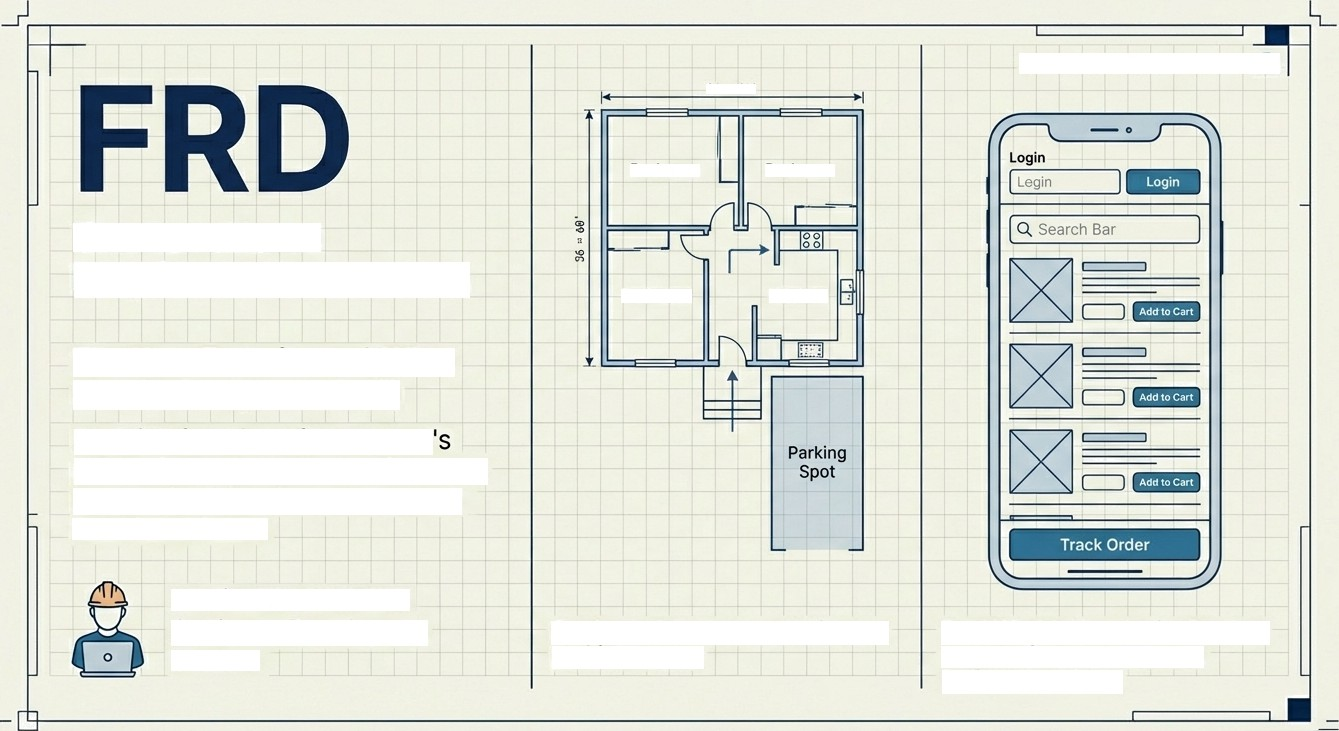 FRD
's
36 = 60'
Parking
Spot
Login
Legin
Login
Search Bar
Add to Cart
Add to Cart
Add to Cart
Track Order